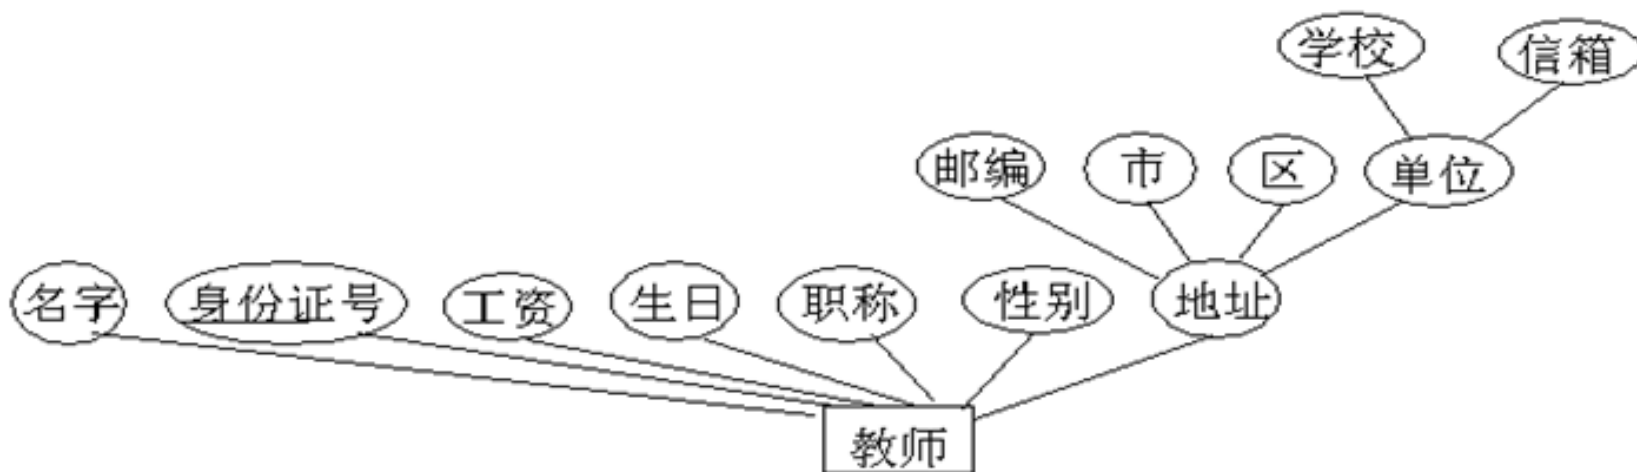 学校 信箱
邮编 市 区 单位
名字 身份证号 工资 生日 职称 性别 地址
教师